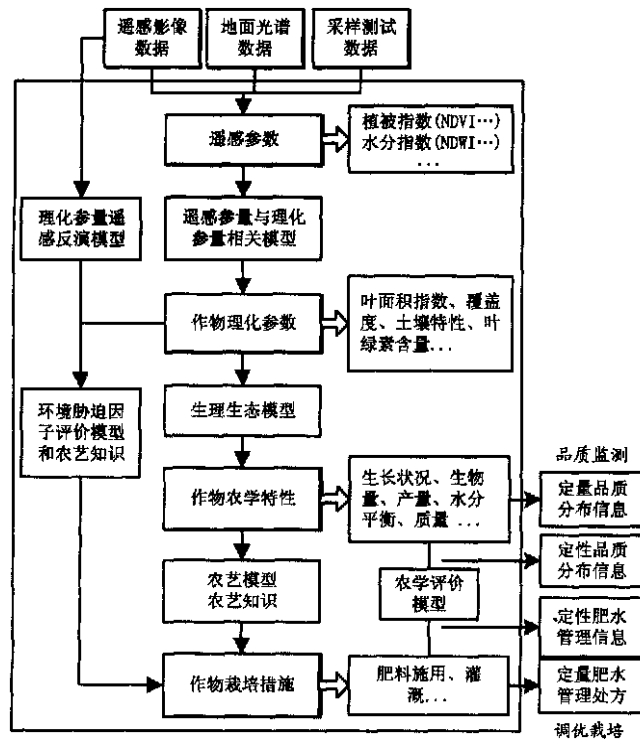 遥感影像
数据
地面光谱
数据
采样测试
数据
遥感参数
植被指数(NDVI…)
水分指数(NDWI…)
...
理化参量遥
感反演模型
遥感参量与理化
参量相关模型
作物理化参数
叶面积指数、覆盖
度、土壤特性、叶
绿素含量...
环境胁迫因
子评价模型
和农艺知识
生理生态模型
作物农学特性
生长状况、生物
量、产量、水分
平衡、质量 ...
品质监测
定量品质
分布信息
定性品质
分布信息
农艺模型
农艺知识
农学评价
模型
定性肥水
管理信息
作物栽培措施
肥料施用、灌
溉...
定量肥水
管理处方
调优栽培